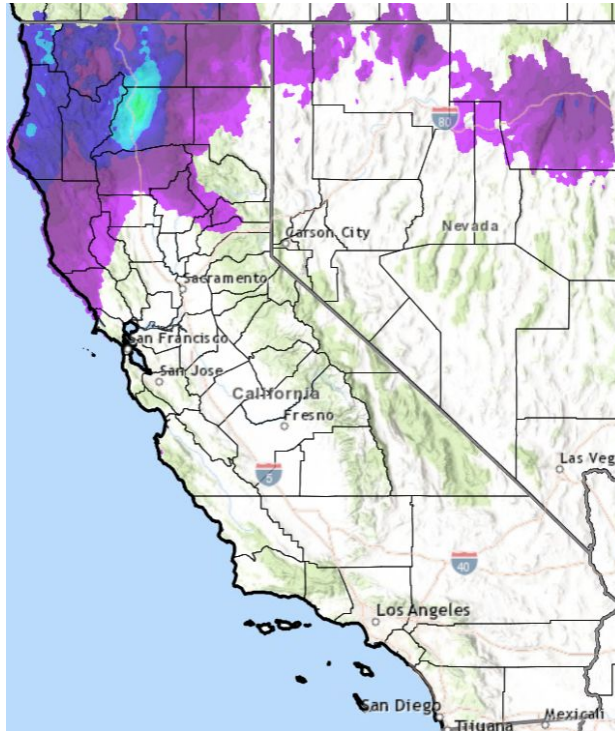 80
Nevada
Carson City
Sacramento
San Francisco
San Jose
California
Fresno
Las Veg
5
40
Los Angeles
San Diego
Tijuana
Mexicali